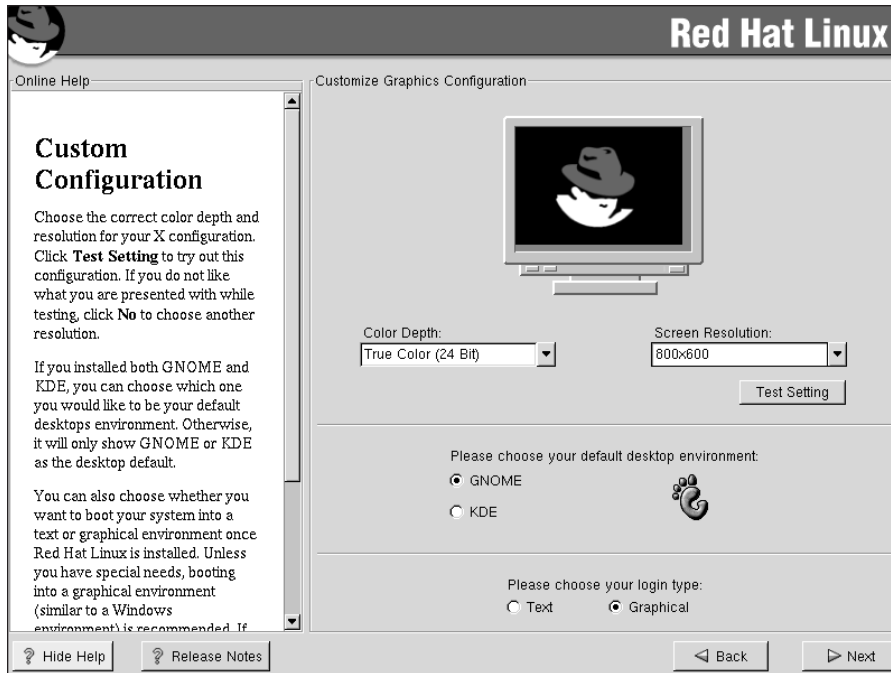 Red Hat Linux
Online Help
Custom
Configuration
Choose the correct color depth and
resolution for your X configuration.
Click Test Setting to try out this
configuration. If you do not like
what you are presented with while
testing, click No to choose another
resolution.
If you installed both GNOME and
KDE, you can choose which one
you would like to be your default
desktops environment. Otherwise,
it will only show GNOME or KDE
as the desktop default.
You can also choose whether you
want to boot your system into a
text or graphical environment once
Red Hat Linux is installed. Unless
you have special needs, booting
into a graphical environment
(similar to a Windows
environment) is recommended. If
Customize Graphics Configuration
Color Depth:
True Color (24 Bit)
Screen Resolution:
800x600
Test Setting
Please choose your default desktop environment:
GNOME
KDE
Please choose your login type:
Text Graphical
Hide Help Release Notes Back Next